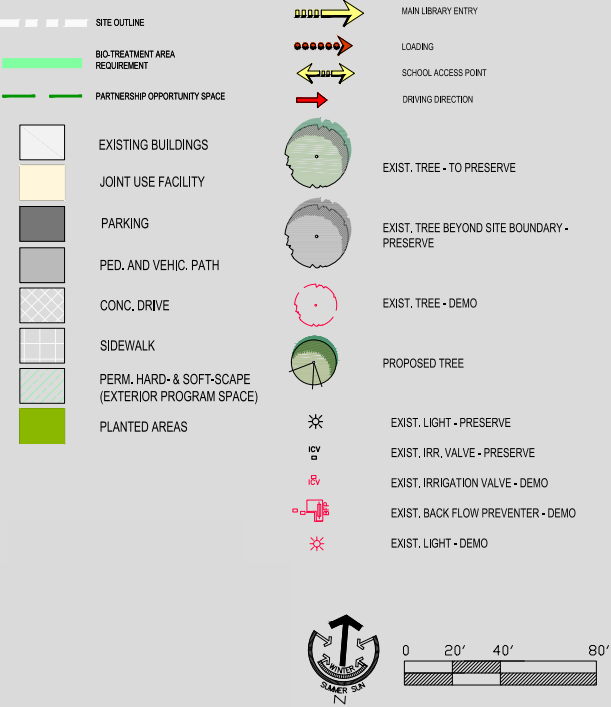 SITE OUTLINE
BIO-TREATMENT AREA
REQUIREMENT
PARTNERSHIP OPPORTUNITY SPACE
EXISTING BUILDINGS
JOINT USE FACILITY
PARKING
PED. AND VEHIC. PATH
CONC. DRIVE
SIDEWALK
PERM. HARD- & SOFT-SCAPE
(EXTERIOR PROGRAM SPACE)
PLANTED AREAS
MAIN LIBRARY ENTRY
LOADING
SCHOOL ACCESS POINT
DRIVING DIRECTION
EXIST. TREE - TO PRESERVE
EXIST. TREE BEYOND SITE BOUNDARY -
PRESERVE
EXIST. TREE - DEMO
PROPOSED TREE
EXIST. LIGHT - PRESERVE
ICV
EXIST. IRR. VALVE - PRESERVE
ICV
EXIST. IRRIGATION VALVE - DEMO
EXIST. BACK FLOW PREVENTER - DEMO
EXIST. LIGHT - DEMO
WINTER
SUMMER SUN
N
0 20' 40' 80'